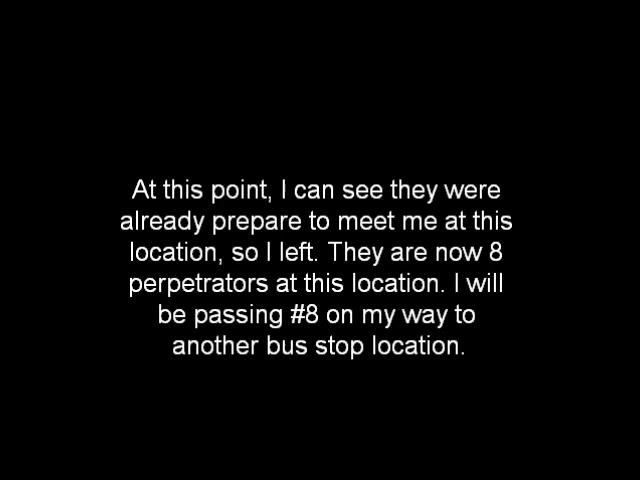 At this point, I can see they were
already prepare to meet me at this
location, so I left. They are now 8
perpetrators at this location. I will
be passing #8 on my way to
another bus stop location.